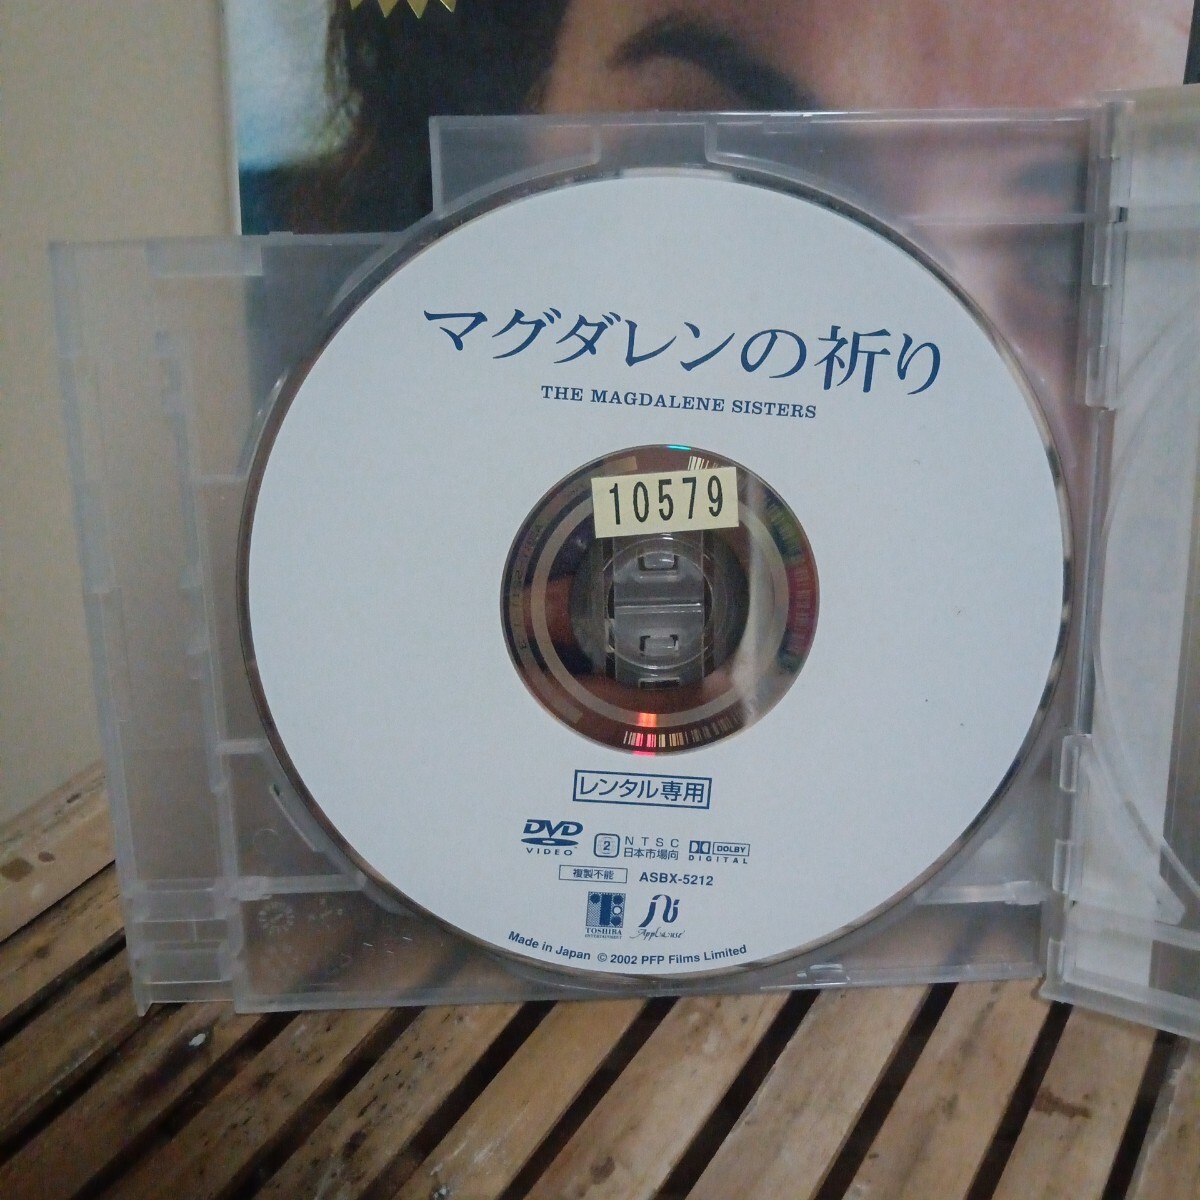 マグダレンの祈り
THE MAGDALENE SISTERS
10579
レンタル専用
DVD
VIDEO
2
NTSC
日本市場向
DOLBY
DIGITAL
複製不能
ASBX-5212
TOSHIBA
ENTERTAINMENT
Applause
Made in Japan © 2002 PFP Films Limited